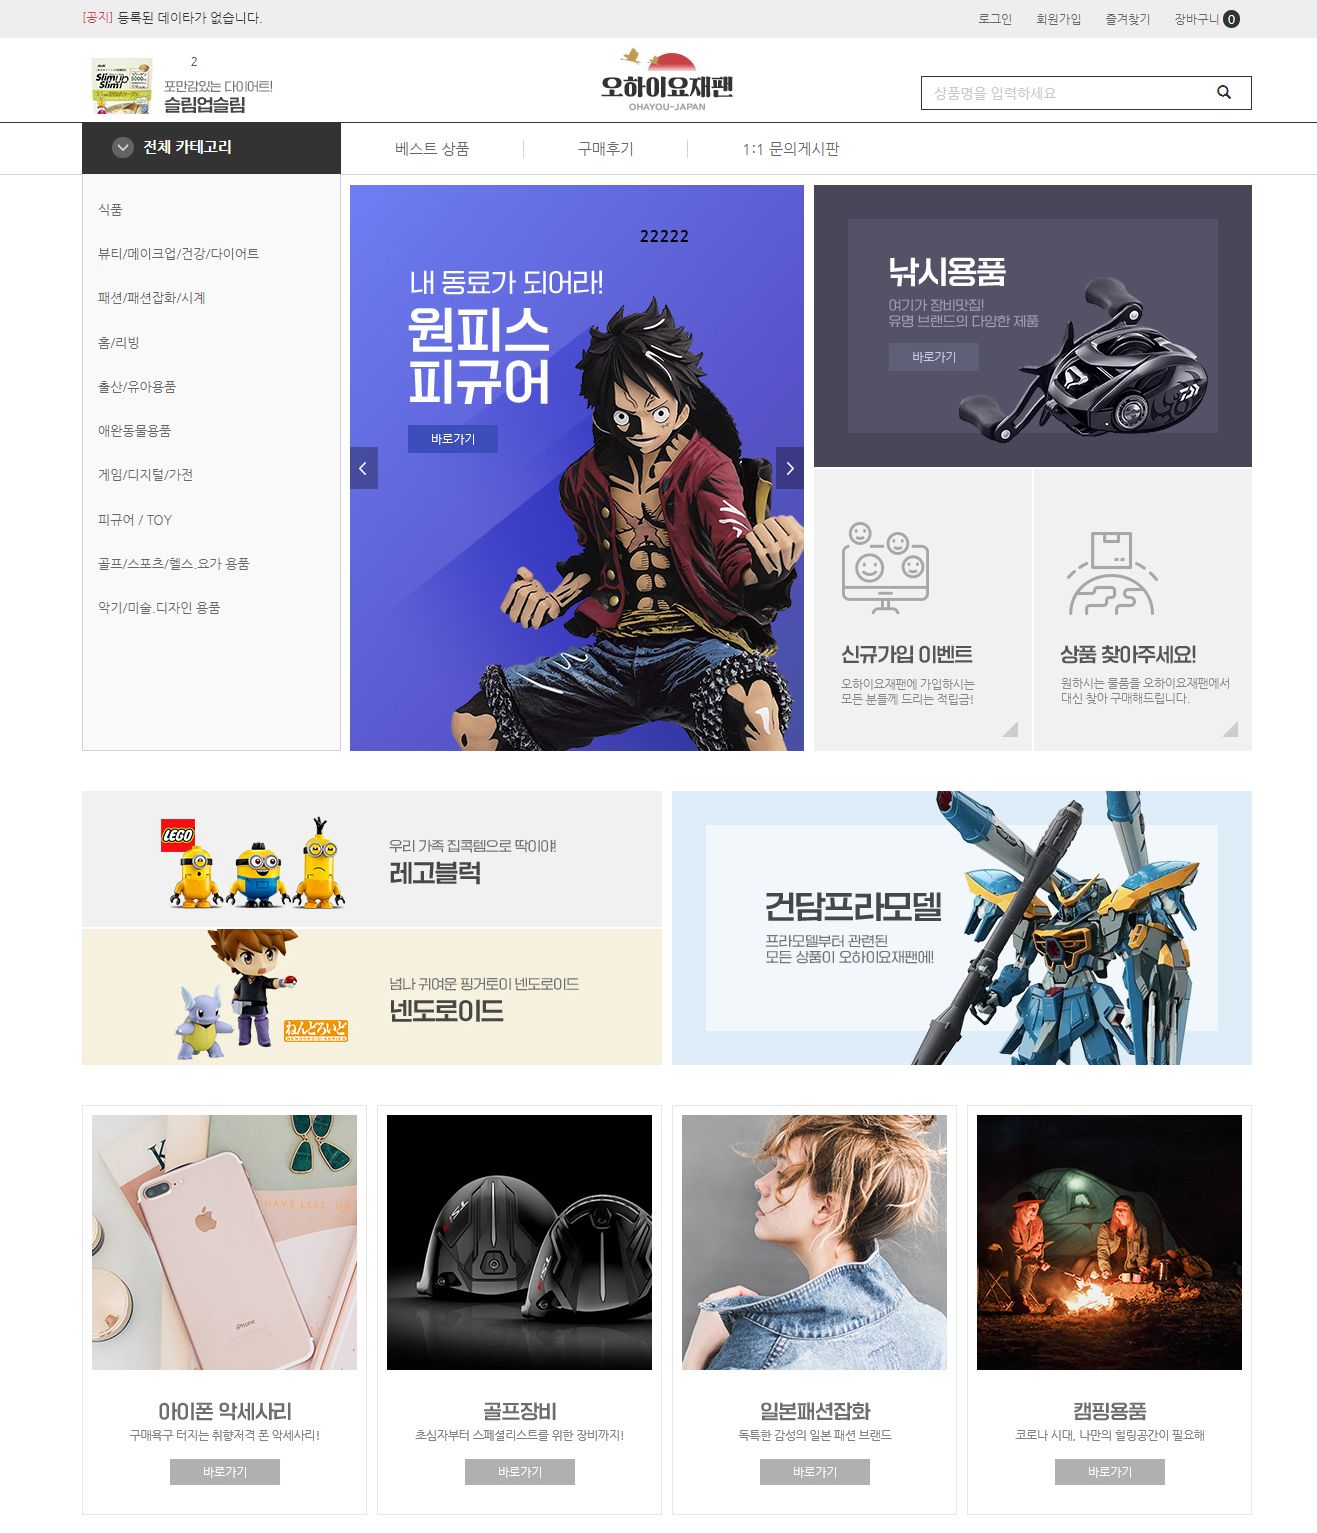 [공지] 등록된 데이타가 없습니다.
로그인 회원가입 즐겨찾기 장바구니 0
2
Slim up
Slim!
포만감있는 다이어트!
슬림업슬림
오하이요재팬
OHAYOU-JAPAN
상품명을 입력하세요
전체 카테고리
베스트 상품
구매후기
1:1 문의게시판
식품
뷰티/메이크업/건강/다이어트
패션/패션잡화/시계
홈/리빙
출산/유아용품
애완동물용품
게임/디지털/가전
피규어 / TOY
골프/스포츠/헬스.요가 용품
악기/미술.디자인 용품
22222
내 동료가 되어라!
원피스
피규어
바로가기
낚시용품
여기가 장비맛집!
유명 브랜드의 다양한 제품
바로가기
신규가입 이벤트
오하이요재팬에 가입하시는
모든 분들께 드리는 적립금!
상품 찾아주세요!
원하시는 물품을 오하이요재팬에서
대신 찾아 구매해드립니다.
LEGO
우리 가족 집콕템으로 딱이야!
레고블럭
넘나 귀여운 핑거토이 넨도로이드
넨도로이드
ねんどろいど
NENDOROID SERIES
건담프라모델
프라모델부터 관련된
모든 상품이 오하이요재팬에!
HAVE LESS. DO
iPhone
아이폰 악세사리
구매욕구 터지는 취향저격 폰 악세사리!
바로가기
TSi
TSi
골프장비
초심자부터 스페셜리스트를 위한 장비까지!
바로가기
일본패션잡화
독특한 감성의 일본 패션 브랜드
바로가기
캠핑용품
코로나 시대, 나만의 힐링공간이 필요해
바로가기